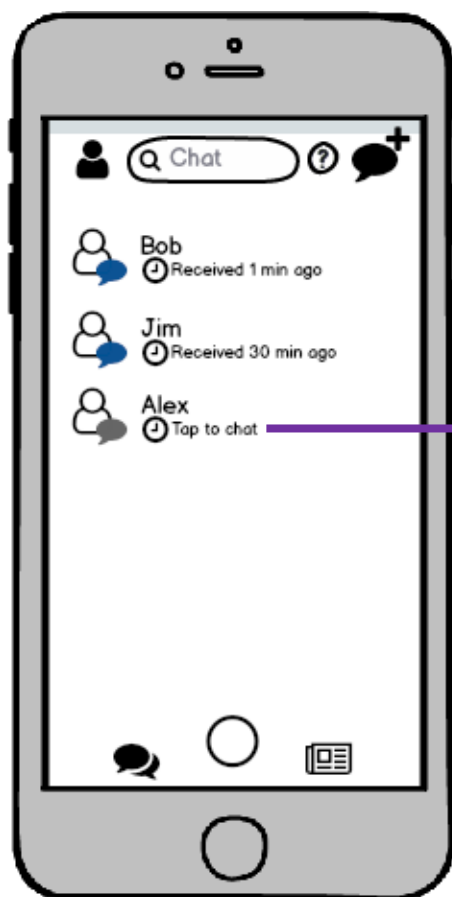 Chat
?
Bob
Received 1 min ago
Jim
Received 30 min ago
Alex
Tap to chat